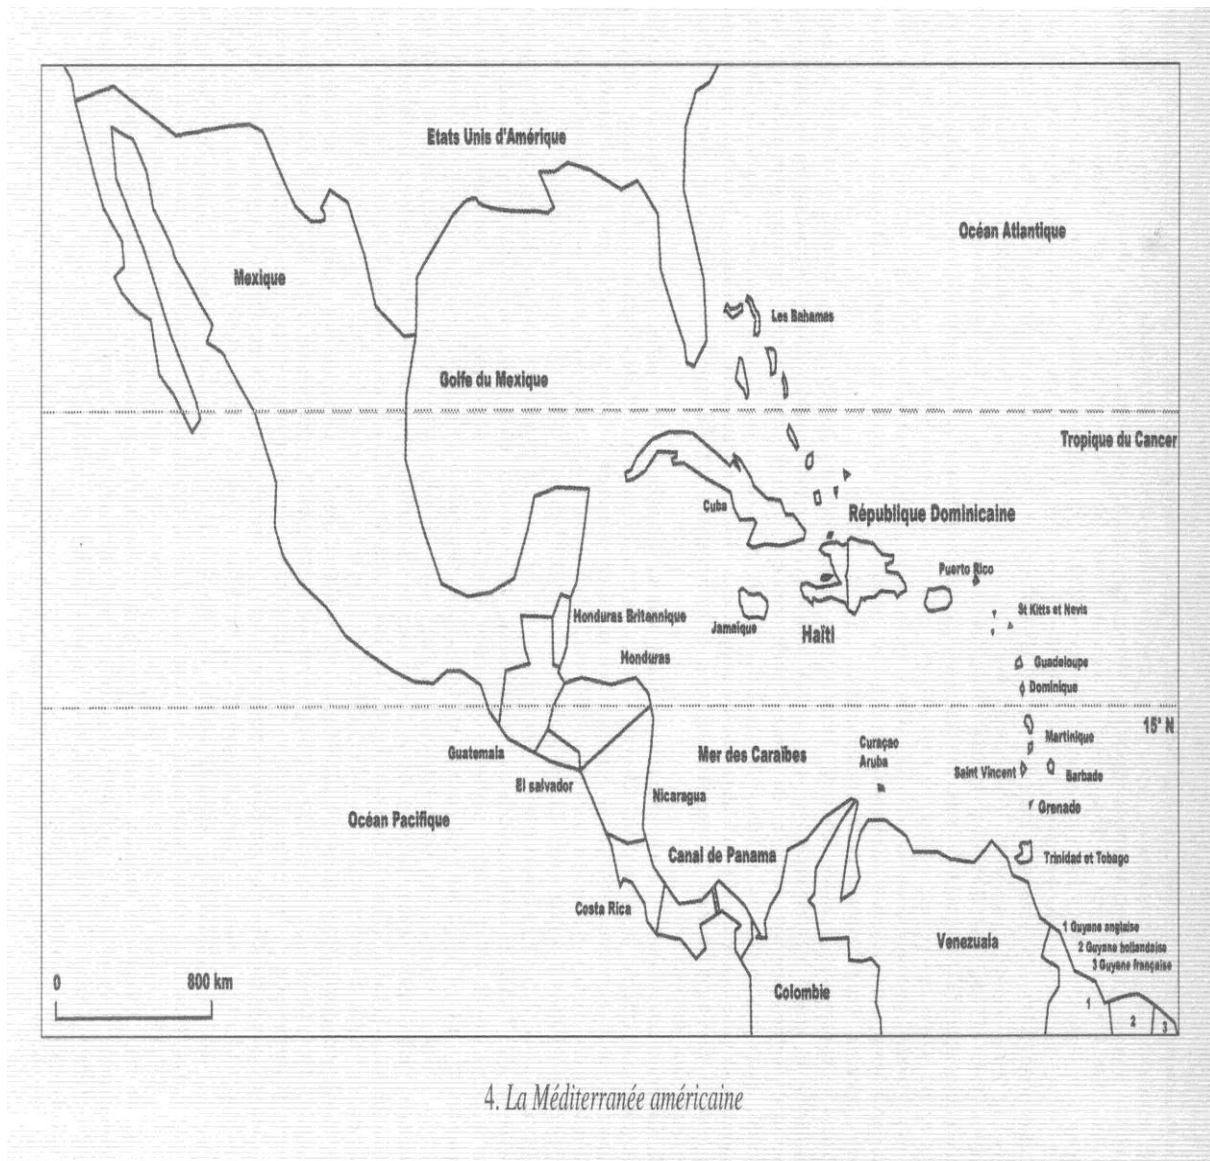 Etats Unis d'Amérique
Océan Atlantique
Mexique
Les Bahamas
Golfe du Mexique
Tropique du Cancer
Cuba
République Dominicaine
Puerto Rico
St Kitts et Nevis
Honduras Britannique
Jamaique
Haïti
Honduras
Guadeloupe
Dominique
15° N
Martinique
Guatemala
Mer des Caraïbes
Curaçao
Aruba
Saint Vincent
Barbade
El salvador
Nicaragua
Grenade
Océan Pacifique
Canal de Panama
Trinidad et Tobago
Costa Rica
Venezuala
1 Guyane anglaise
2 Guyane hollandaise
3 Guyane française
0
800 km
Colombie
1
2
3
4. La Méditerranée américaine